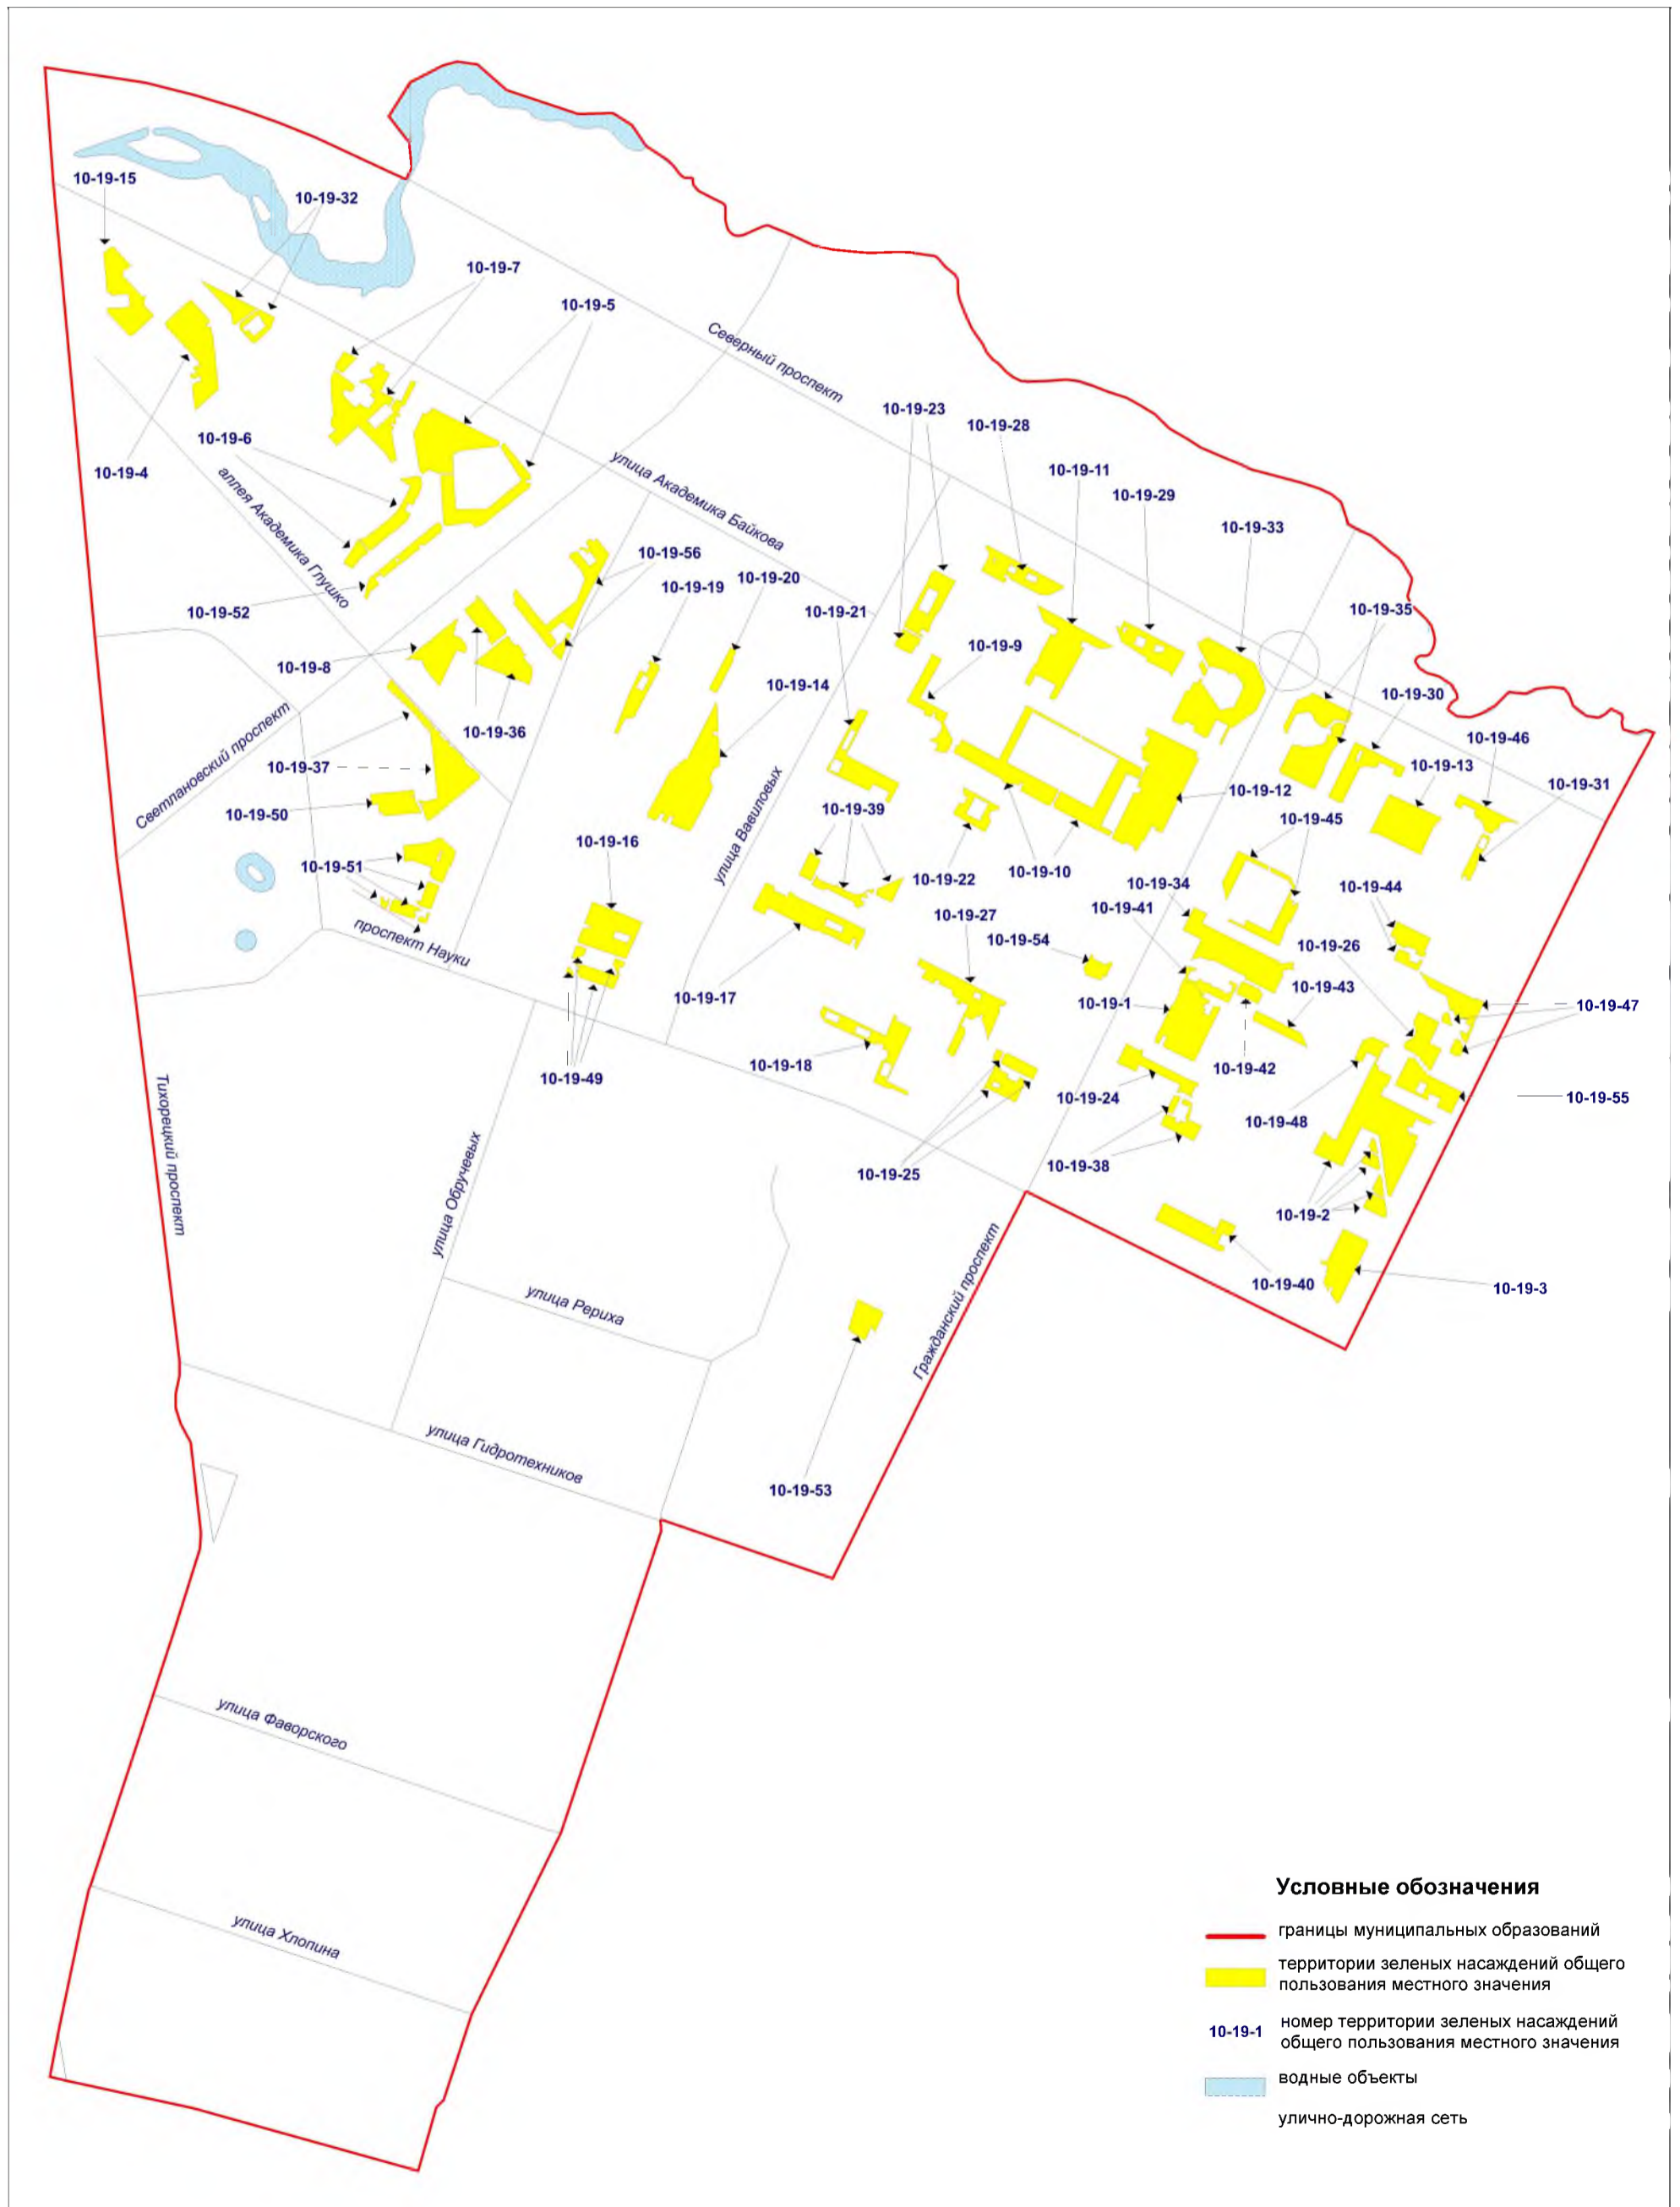 10-19-15
10-19-32
10-19-7
10-19-5
Северный проспект
10-19-23
10-19-28
10-19-6
10-19-4
аллея Академика Глушко
улица Академика Байкова
10-19-11
10-19-29
10-19-33
10-19-56
10-19-19
10-19-20
10-19-21
10-19-52
10-19-35
10-19-8
10-19-9
10-19-14
10-19-30
10-19-36
10-19-46
Светлановский проспект
10-19-37
10-19-13
10-19-31
10-19-12
10-19-50
10-19-39
10-19-45
улица Вавиловых
10-19-16
10-19-51
10-19-22
10-19-10
10-19-34
10-19-44
10-19-41
10-19-27
проспект Науки
10-19-54
10-19-26
10-19-17
10-19-1
10-19-43
10-19-47
10-19-18
10-19-42
10-19-49
10-19-24
10-19-55
Тихорецкий проспект
10-19-48
10-19-25
10-19-38
улица Обручевых
10-19-2
10-19-40
10-19-3
улица Рериха
Гражданский проспект
улица Гидротехников
10-19-53
улица Фаворского
улица Хлопина
Условные обозначения
границы муниципальных образований
территории зеленых насаждений общего
пользования местного значения
10-19-1
номер территории зеленых насаждений
общего пользования местного значения
водные объекты
улично-дорожная сеть